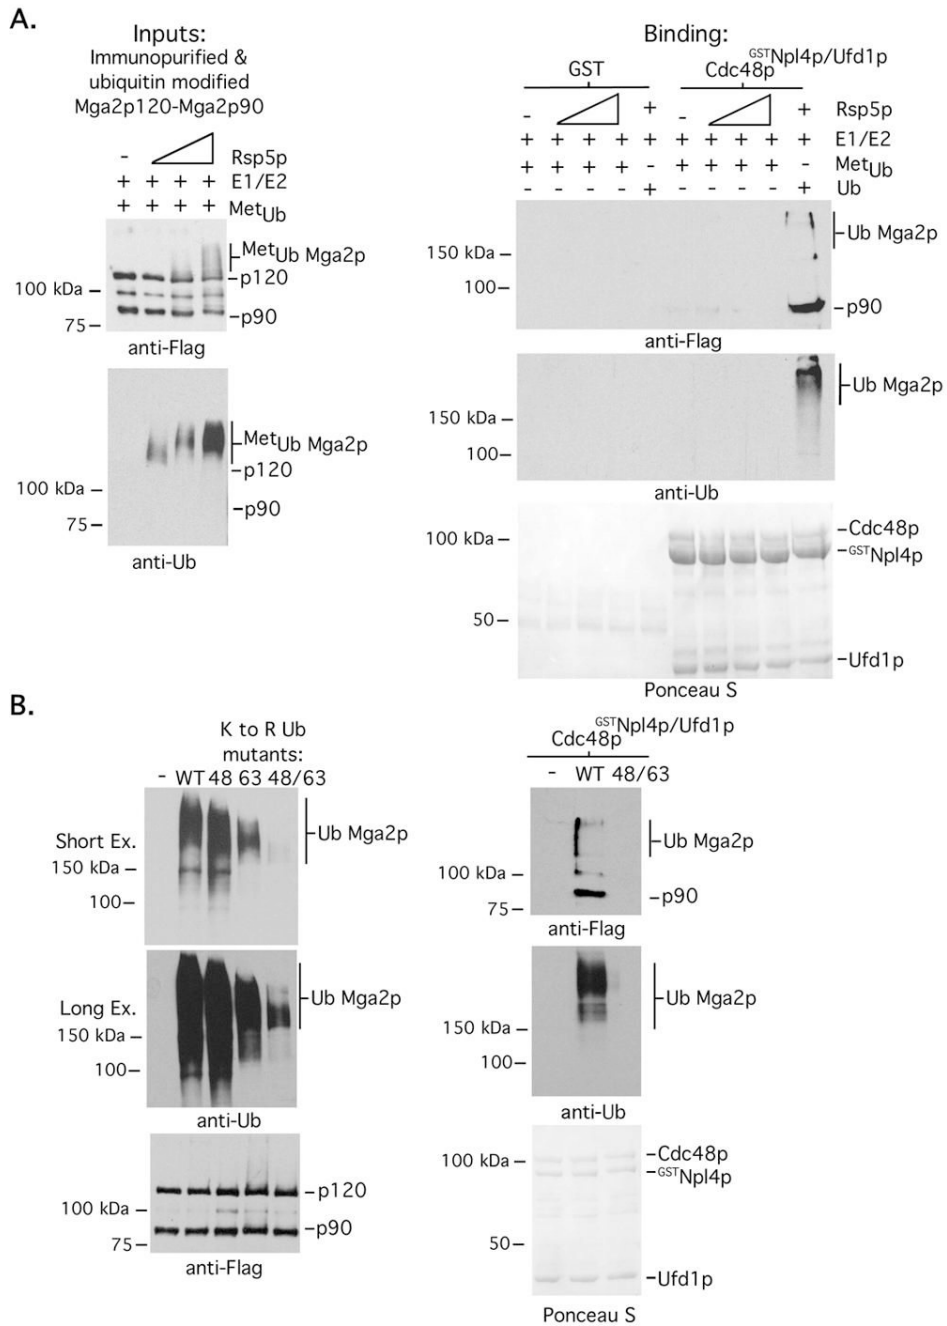 A.
Inputs:
Immunopurified &
ubiquitin modified
Mga2p120-Mga2p90
- Rsp5p
+ + + + E1/E2
+ + + + MetUb
MetUb Mga2p
p120
100 kDa
p90
75
anti-Flag
MetUb Mga2p
p120
100 kDa
p90
75
anti-Ub
Binding:
GSTNpl4p/Ufd1p
GST Cdc48p
- + - + Rsp5p
+ + + + + + + + + + E1/E2
+ + + + - + + + + - MetUb
- - - - + - - - - + Ub
Ub Mga2p
150 kDa
100
p90
anti-Flag
Ub Mga2p
150 kDa
100
anti-Ub
Cdc48p
100 kDa
GSTNpl4p
50
Ufd1p
Ponceau S
B.
K to R Ub
mutants:
- WT 48 63 48/63
Short Ex.
Ub Mga2p
150 kDa
100
Long Ex.
Ub Mga2p
150 kDa
100
anti-Ub
p120
100 kDa
p90
75
anti-Flag
GSTNpl4p/Ufd1p
Cdc48p
- WT 48/63
Ub Mga2p
100 kDa
p90
75
anti-Flag
Ub Mga2p
150 kDa
100
anti-Ub
Cdc48p
100 kDa
GSTNpl4p
50
Ufd1p
Ponceau S